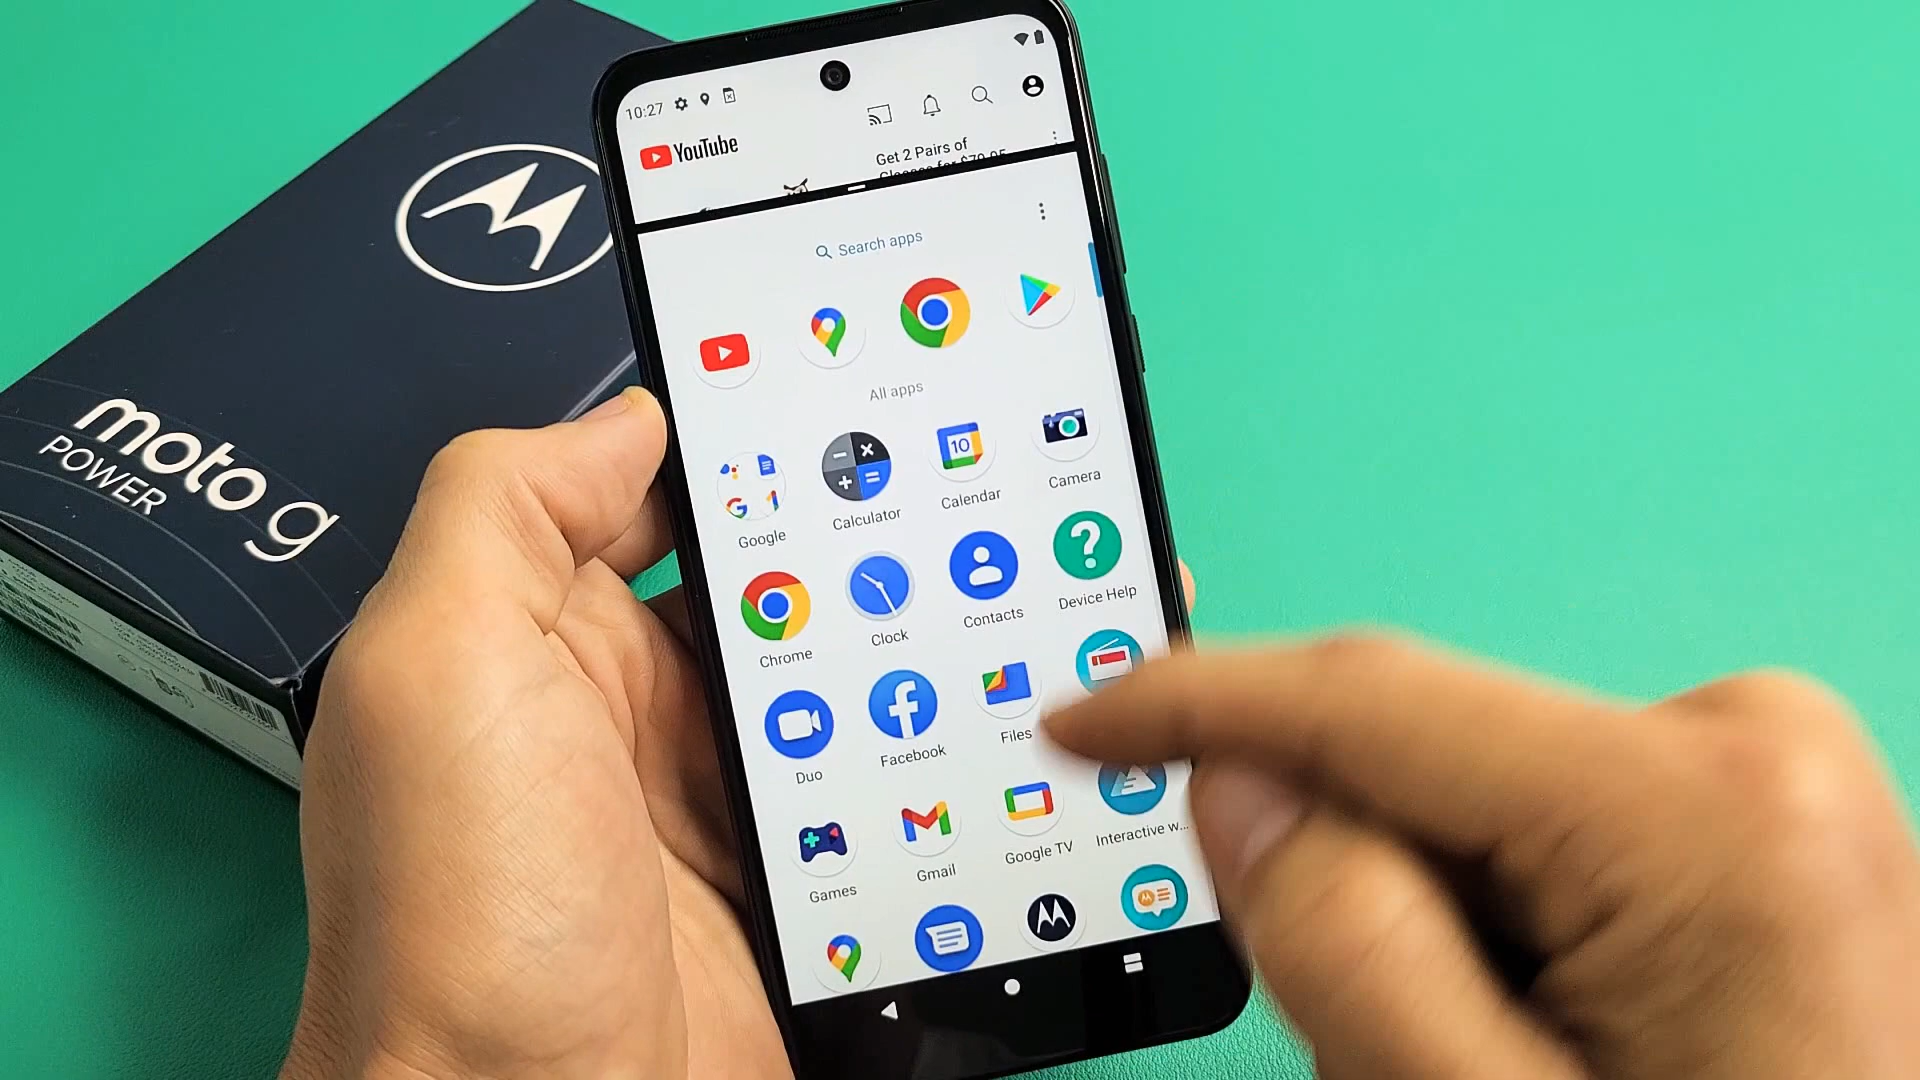 moto g
POWER
10:27
YouTube
Get 2 Pairs of
Search apps
All apps
Google
Calculator
10
Calendar
Camera
Chrome
Clock
Contacts
Device Help
Duo
Facebook
Files
Games
Gmail
Google TV
Interactive w...